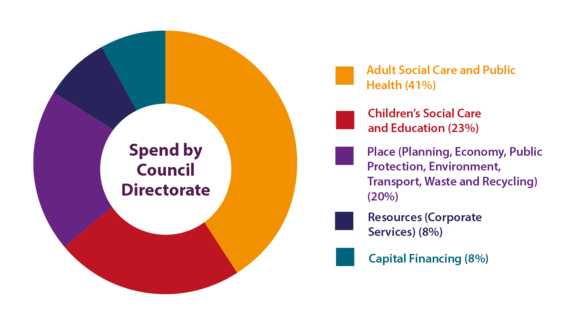 Spend by
Council
Directorate
Adult Social Care and Public
Health (41%)
Children's Social Care
and Education (23%)
Place (Planning, Economy, Public
Protection, Environment,
Transport, Waste and Recycling)
(20%)
Resources (Corporate
Services) (8%)
Capital Financing (8%)